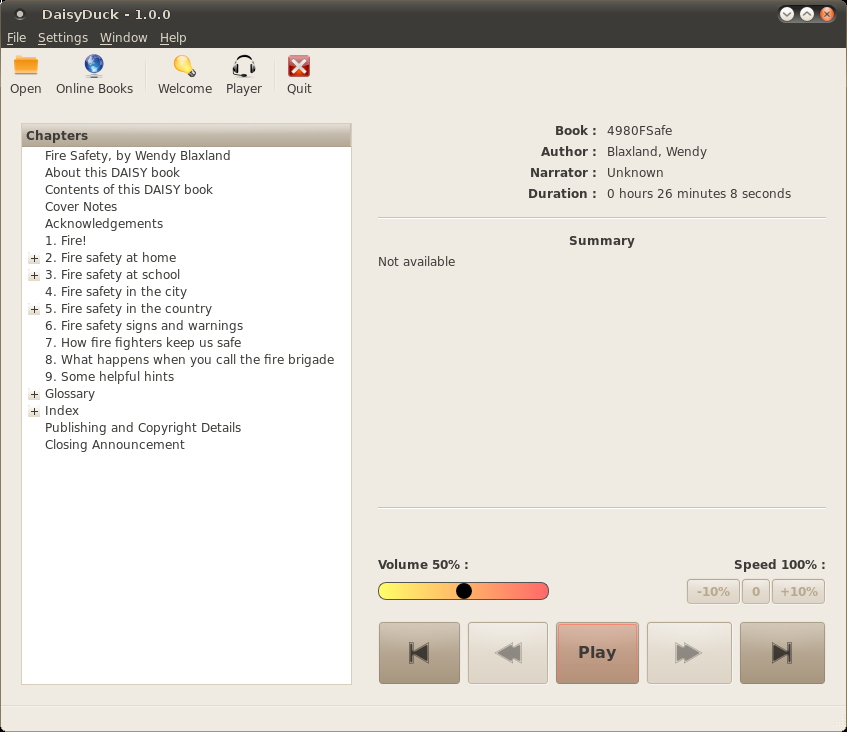 DaisyDuck - 1.0.0
File Settings Window Help
Open Online Books Welcome Player Quit
Chapters
Fire Safety, by Wendy Blaxland
About this DAISY book
Contents of this DAISY book
Cover Notes
Acknowledgements
1. Fire!
2. Fire safety at home
3. Fire safety at school
4. Fire safety in the city
5. Fire safety in the country
6. Fire safety signs and warnings
7. How fire fighters keep us safe
8. What happens when you call the fire brigade
9. Some helpful hints
Glossary
Index
Publishing and Copyright Details
Closing Announcement
Book : 4980FSafe
Author : Blaxland, Wendy
Narrator : Unknown
Duration : 0 hours 26 minutes 8 seconds
Summary
Not available
Volume 50% : Speed 100% :
-10% 0 +10%
Play